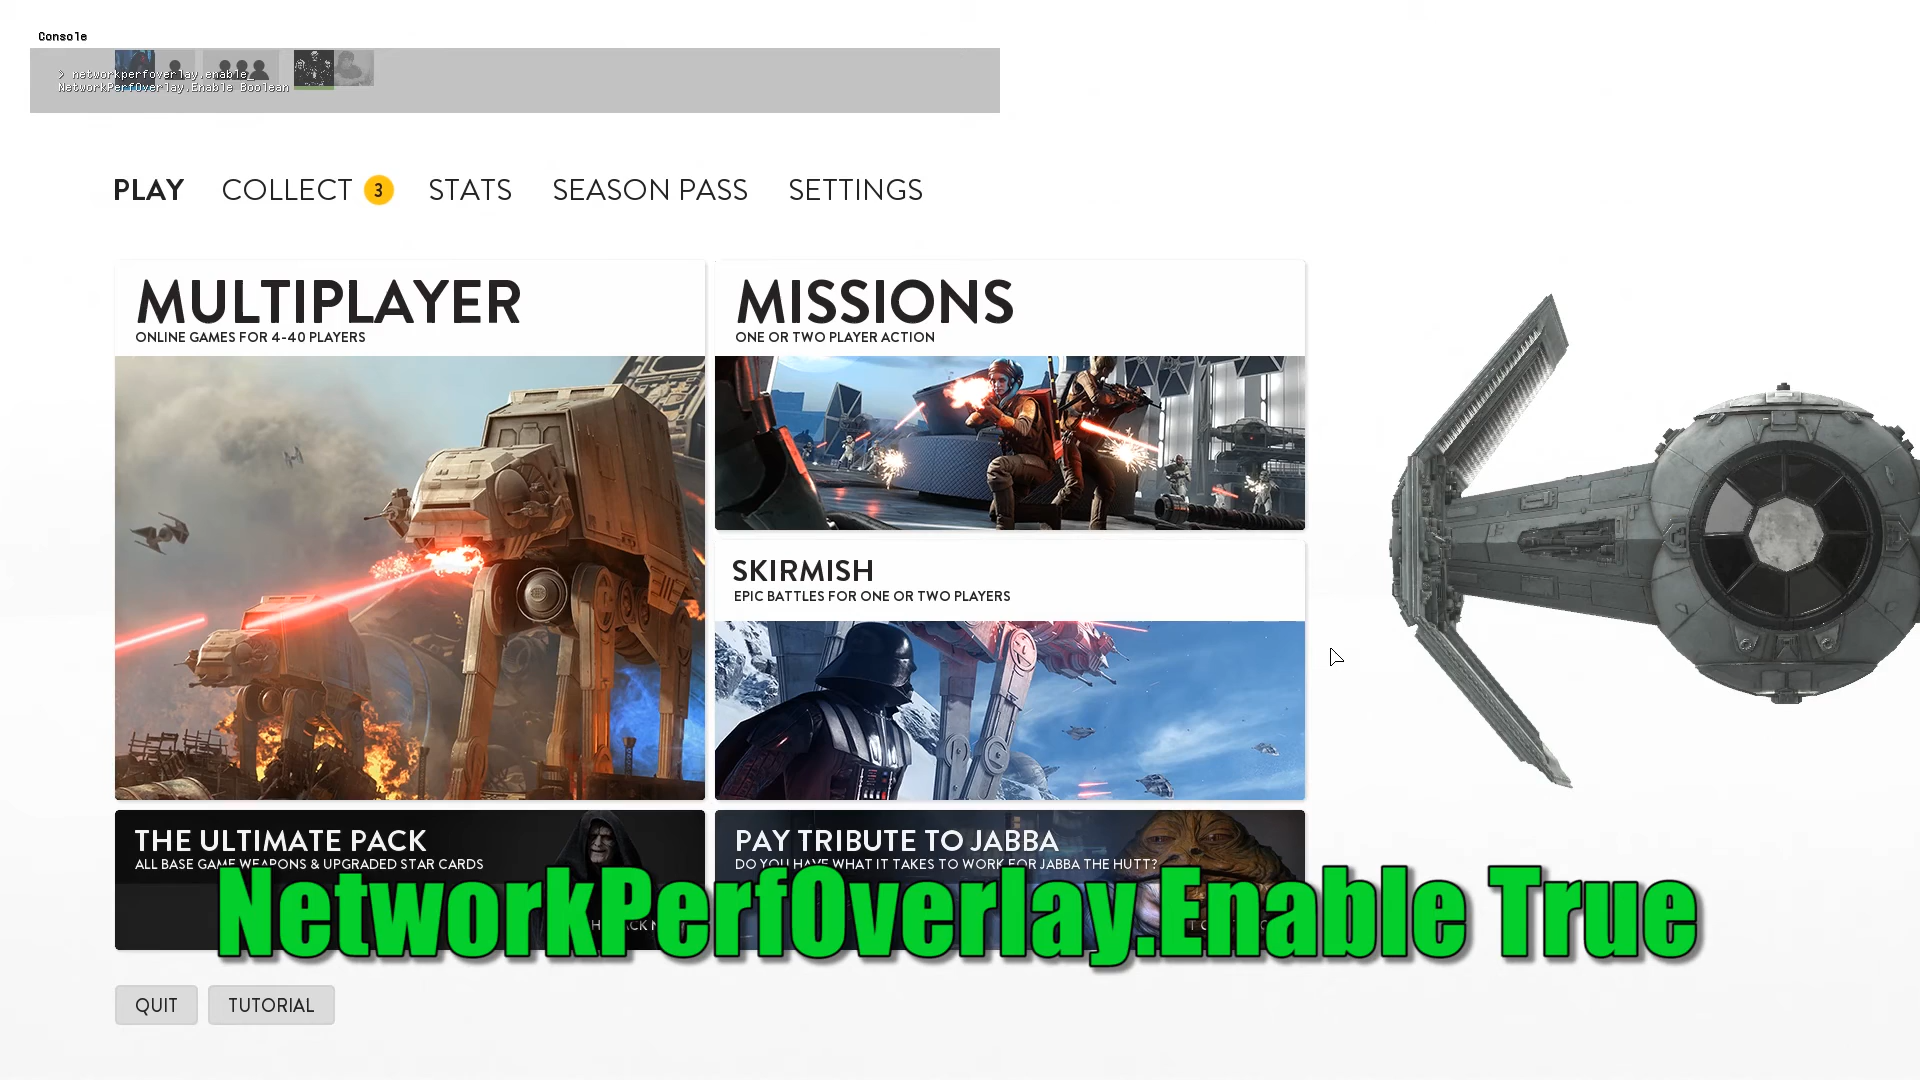 Console
> networkperfoverlay.enable_
NetworkPerfOverlay.Enable Boolean
PLAY COLLECT 3 STATS SEASON PASS SETTINGS
MULTIPLAYER
ONLINE GAMES FOR 4-40 PLAYERS
MISSIONS
ONE OR TWO PLAYER ACTION
SKIRMISH
EPIC BATTLES FOR ONE OR TWO PLAYERS
THE ULTIMATE PACK
ALL BASE GAME WEAPONS & UPGRADED STAR CARDS
PAY TRIBUTE TO JABBA
DO YOU HAVE WHAT IT TAKES TO WORK FOR JABBA THE HUTT?
NetworkPerfOverlay.Enable True
QUIT TUTORIAL